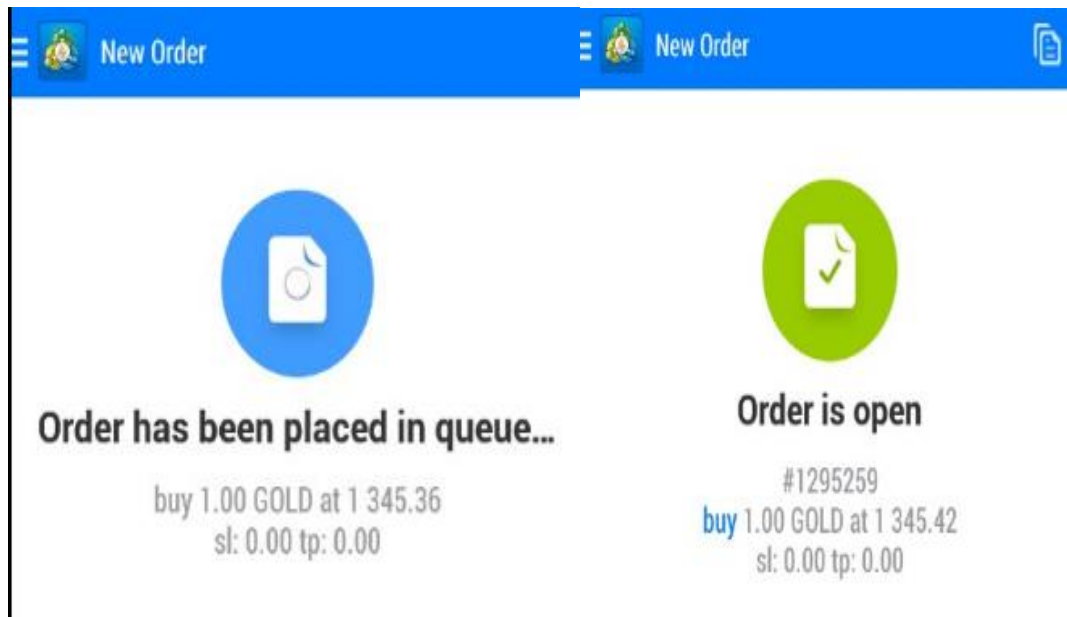 New Order
Order has been placed in queue...
buy 1.00 GOLD at 1 345.36
sl: 0.00 tp: 0.00
New Order
Order is open
#1295259
buy 1.00 GOLD at 1 345.42
sl: 0.00 tp: 0.00